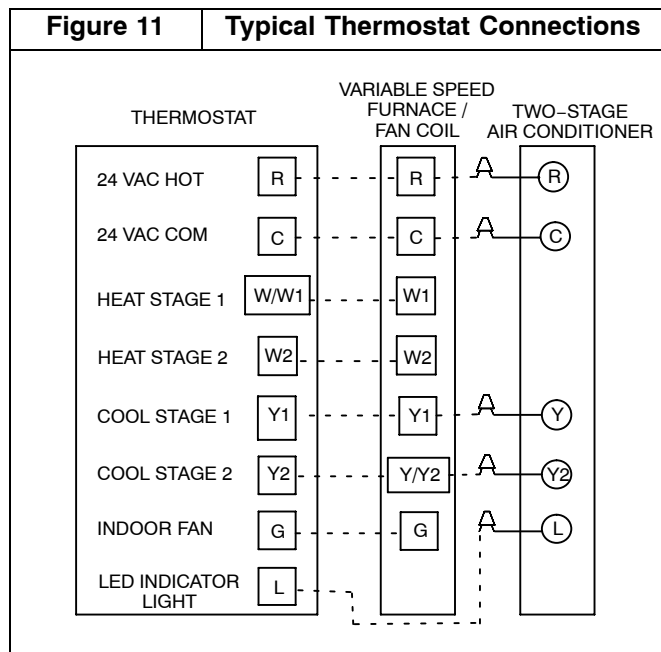 Figure 11 Typical Thermostat Connections
THERMOSTAT
VARIABLE SPEED
FURNACE /
FAN COIL
TWO−STAGE
AIR CONDITIONER
24 VAC HOT R R R
24 VAC COM C C C
HEAT STAGE 1 W/W1 W1
HEAT STAGE 2 W2 W2
COOL STAGE 1 Y1 Y1 Y
COOL STAGE 2 Y2 Y/Y2 Y2
INDOOR FAN G G L
LED INDICATOR
LIGHT L